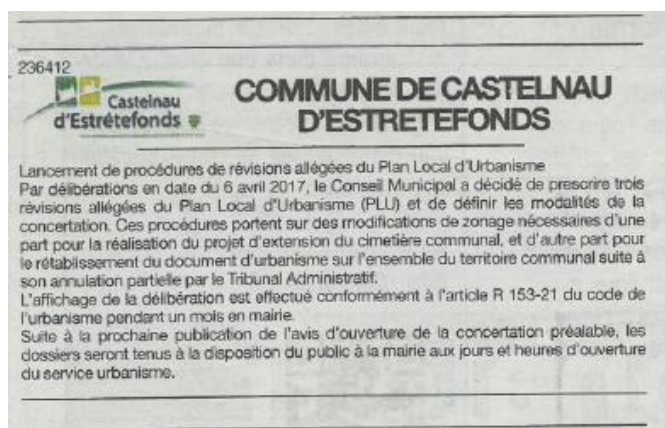 236412
Castelnau
d'Estrétefonds
COMMUNE DE CASTELNAU
D'ESTRETEFONDS
Lancement de procédures de révisions allégées du Plan Local d'Urbanisme
Par délibérations en date du 6 avril 2017, le Conseil Municipal a décidé de prescrire trois
révisions allégées du Plan Local d'Urbanisme (PLU) et de définir les modalités de la
concertation. Ces procédures portent sur des modifications de zonage nécessaires d'une
part pour la réalisation du projet d'extension du cimetière communal, et d'autre part pour
le rétablissement du document d'urbanisme sur l'ensemble du territoire communal suite à
son annulation partielle par le Tribunal Administratif.
L'affichage de la délibération est effectué conformément à l'article R 153-21 du code de
l'urbanisme pendant un mois en mairie.
Suite à la prochaine publication de l'avis d'ouverture de la concertation préalable, les
dossiers seront tenus à la disposition du public à la mairie aux jours et heures d'ouverture
du service urbanisme.